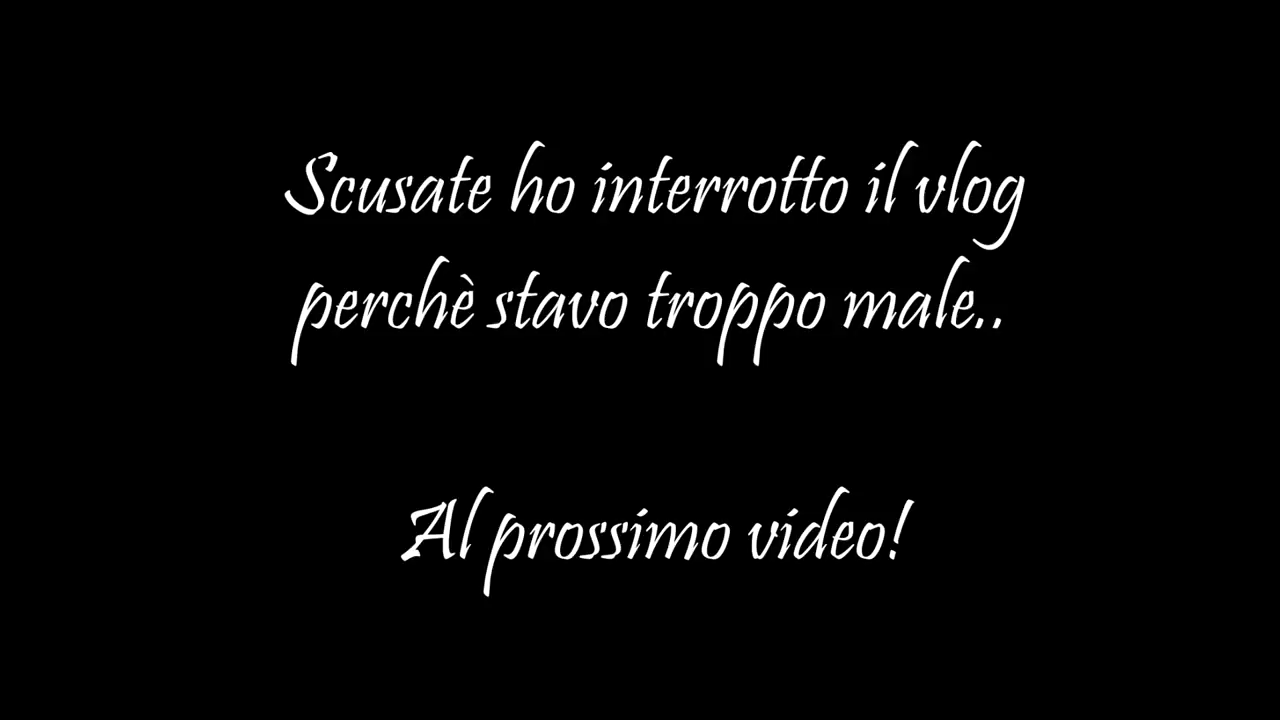 Scusate ho interrotto il vlog
perchè stavo troppo male..
Al prossimo video!